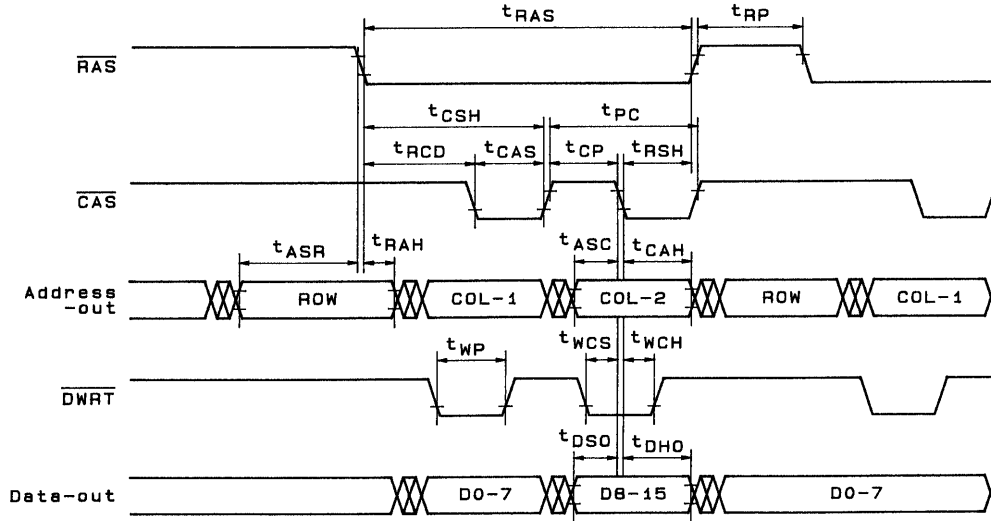 tRAS tRP
RAS
tCSH tPC
tRCD tCAS tCP tRSH
CAS
tASR tRAH tASC tCAH
Address
-out
ROW COL-1 COL-2 ROW COL-1
tWP tWCS tWCH
DWRT
tDSO tDHO
Data-out D0-7 D8-15 D0-7